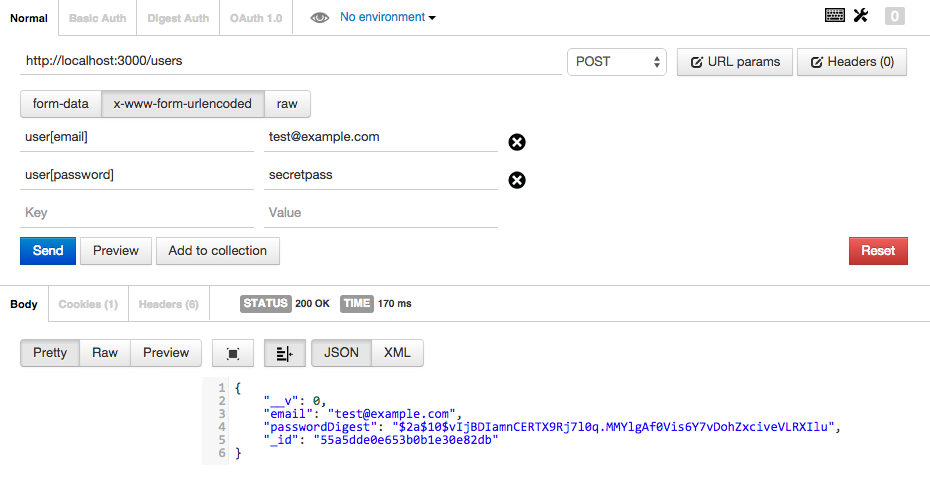 Normal Basic Auth Digest Auth OAuth 1.0 No environment 0
http://localhost:3000/users POST URL params Headers (0)
form-data x-www-form-urlencoded raw
user[email] test@example.com
user[password] secretpass
Key Value
Send Preview Add to collection Reset
Body Cookies (1) Headers (6) STATUS 200 OK TIME 170 ms
Pretty Raw Preview JSON XML
1 {
2 "__v": 0,
3 "email": "test@example.com",
4 "passwordDigest": "$2a$10$vIjBDIamnCERTX9Rj7l0q.MMYlgAf0Vis6Y7vDohZxciveVLRXIlu",
5 "_id": "55a5dde0e653b0b1e30e82db"
6 }